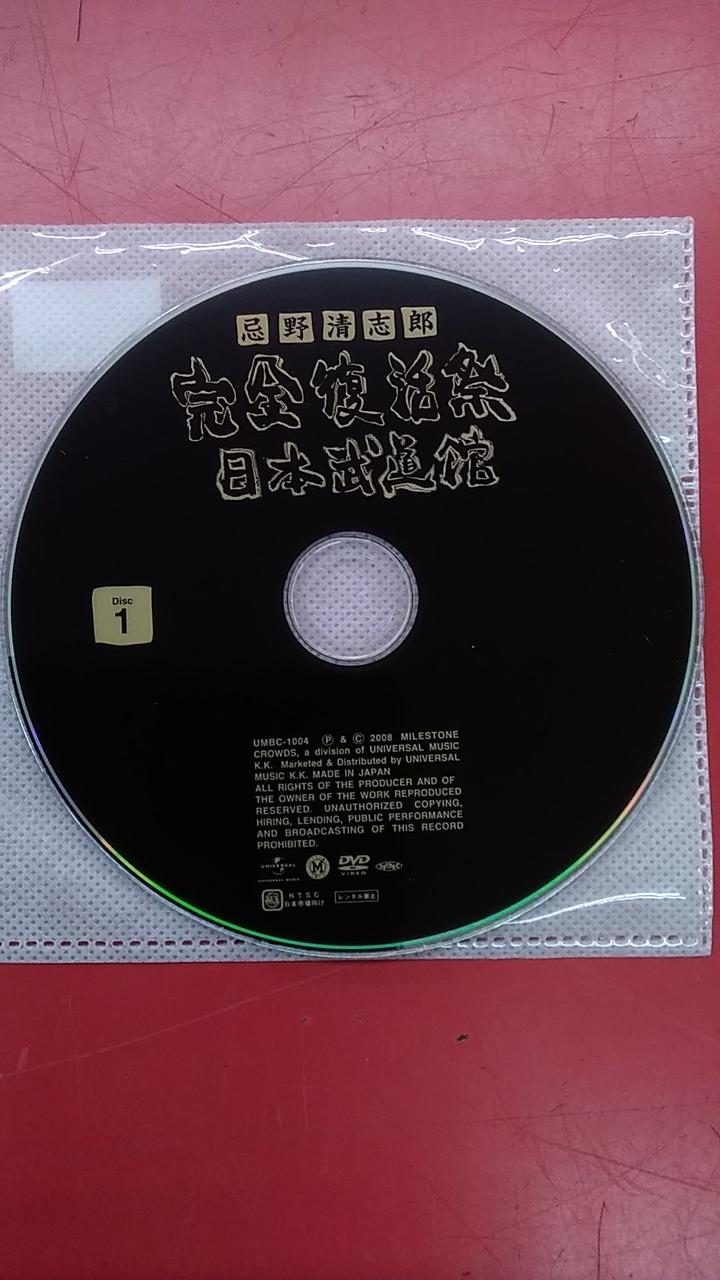 忌野清志郎
完全復活祭
日本武道館
Disc
1
UMBC-1004 Ⓟ & Ⓒ 2008 MILESTONE
CROWDS, a division of UNIVERSAL MUSIC
K.K. Marketed & Distributed by UNIVERSAL
MUSIC K.K. MADE IN JAPAN
ALL RIGHTS OF THE PRODUCER AND OF
THE OWNER OF THE WORK REPRODUCED
RESERVED. UNAUTHORIZED COPYING,
HIRING, LENDING, PUBLIC PERFORMANCE
AND BROADCASTING OF THIS RECORD
PROHIBITED.
UNIVERSAL
UNIVERSAL MUSIC
M
DVD
VIDEO
NTSC
日本市場向け
レンタル禁止